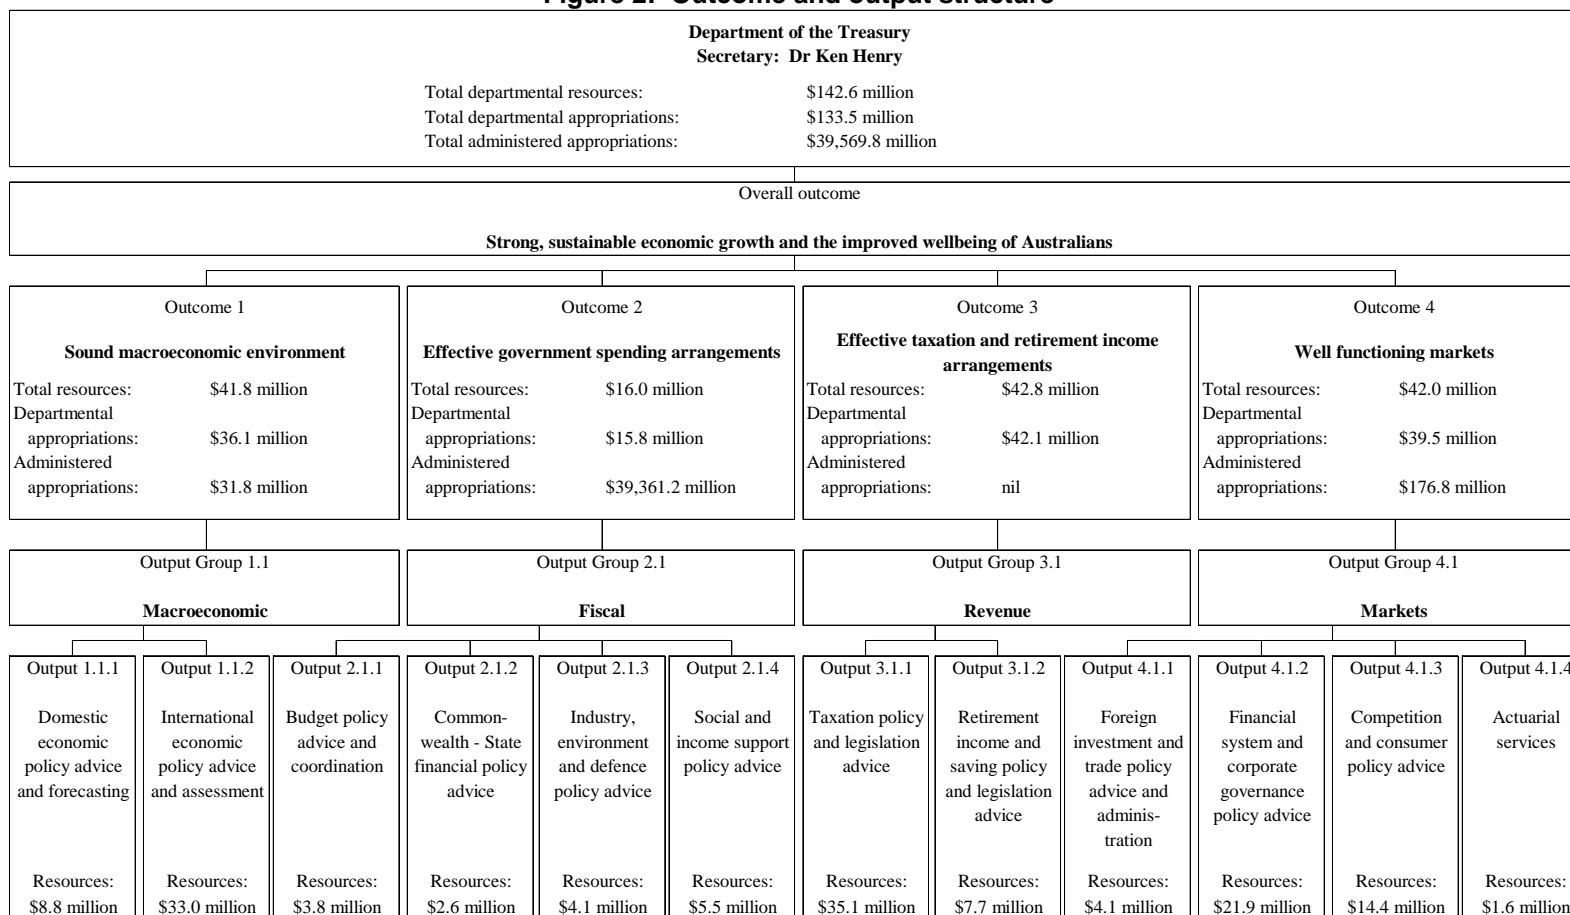 Figure 2: Outcome and output structure
Department of the Treasury
Secretary: Dr Ken Henry
Total departmental resources: $142.6 million
Total departmental appropriations: $133.5 million
Total administered appropriations: $39,569.8 million
Overall outcome
Strong, sustainable economic growth and the improved wellbeing of Australians
Outcome 1
Sound macroeconomic environment
Total resources: $41.8 million
Departmental
appropriations: $36.1 million
Administered
appropriations: $31.8 million
Outcome 2
Effective government spending arrangements
Total resources: $16.0 million
Departmental
appropriations: $15.8 million
Administered
appropriations: $39,361.2 million
Outcome 3
Effective taxation and retirement income
arrangements
Total resources: $42.8 million
Departmental
appropriations: $42.1 million
Administered
appropriations: nil
Outcome 4
Well functioning markets
Total resources: $42.0 million
Departmental
appropriations: $39.5 million
Administered
appropriations: $176.8 million
Output Group 1.1
Macroeconomic
Output Group 2.1
Fiscal
Output Group 3.1
Revenue
Output Group 4.1
Markets
Output 1.1.1
Domestic
economic
policy advice
and forecasting
Resources:
$8.8 million
Output 1.1.2
International
economic
policy advice
and assessment
Resources:
$33.0 million
Output 2.1.1
Budget policy
advice and
coordination
Resources:
$3.8 million
Output 2.1.2
Common-
wealth - State
financial policy
advice
Resources:
$2.6 million
Output 2.1.3
Industry,
environment
and defence
policy advice
Resources:
$4.1 million
Output 2.1.4
Social and
income support
policy advice
Resources:
$5.5 million
Output 3.1.1
Taxation policy
and legislation
advice
Resources:
$35.1 million
Output 3.1.2
Retirement
income and
saving policy
and legislation
advice
Resources:
$7.7 million
Output 4.1.1
Foreign
investment and
trade policy
advice and
adminis-
tration
Resources:
$4.1 million
Output 4.1.2
Financial
system and
corporate
governance
policy advice
Resources:
$21.9 million
Output 4.1.3
Competition
and consumer
policy advice
Resources:
$14.4 million
Output 4.1.4
Actuarial
services
Resources:
$1.6 million